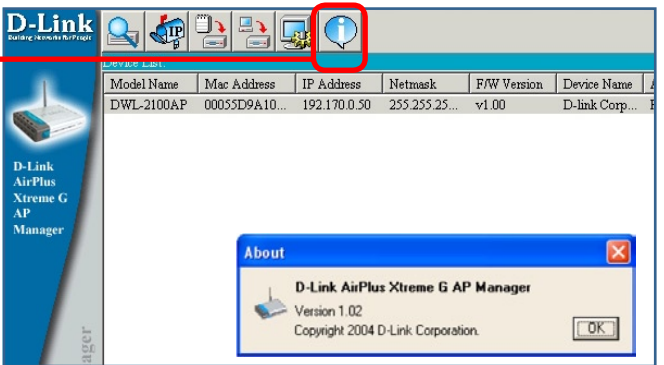 D-Link
Building Networks for People
IP
Device List:
Model Name Mac Address IP Address Netmask F/W Version Device Name
DWL-2100AP 00055D9A10... 192.170.0.50 255.255.25... v1.00 D-link Corp...
D-Link
AirPlus
Xtreme G
AP
Manager
About
D-Link AirPlus Xtreme G AP Manager
Version 1.02
Copyright 2004 D-Link Corporation.
OK
ager